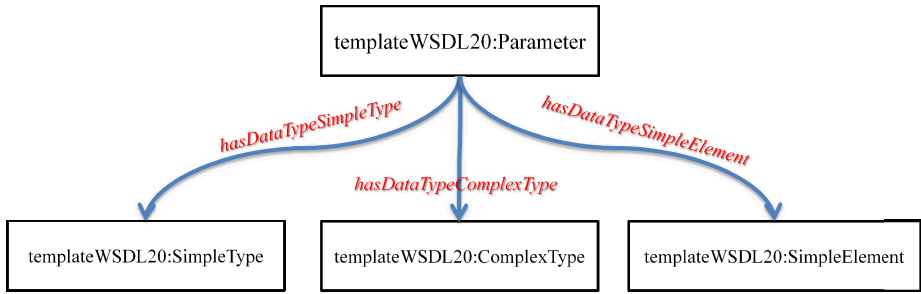 templateWSDL20:Parameter
hasDataTypeSimpleType
hasDataTypeSimpleElement
hasDataTypeComplexType
templateWSDL20:SimpleType
templateWSDL20:ComplexType
templateWSDL20:SimpleElement